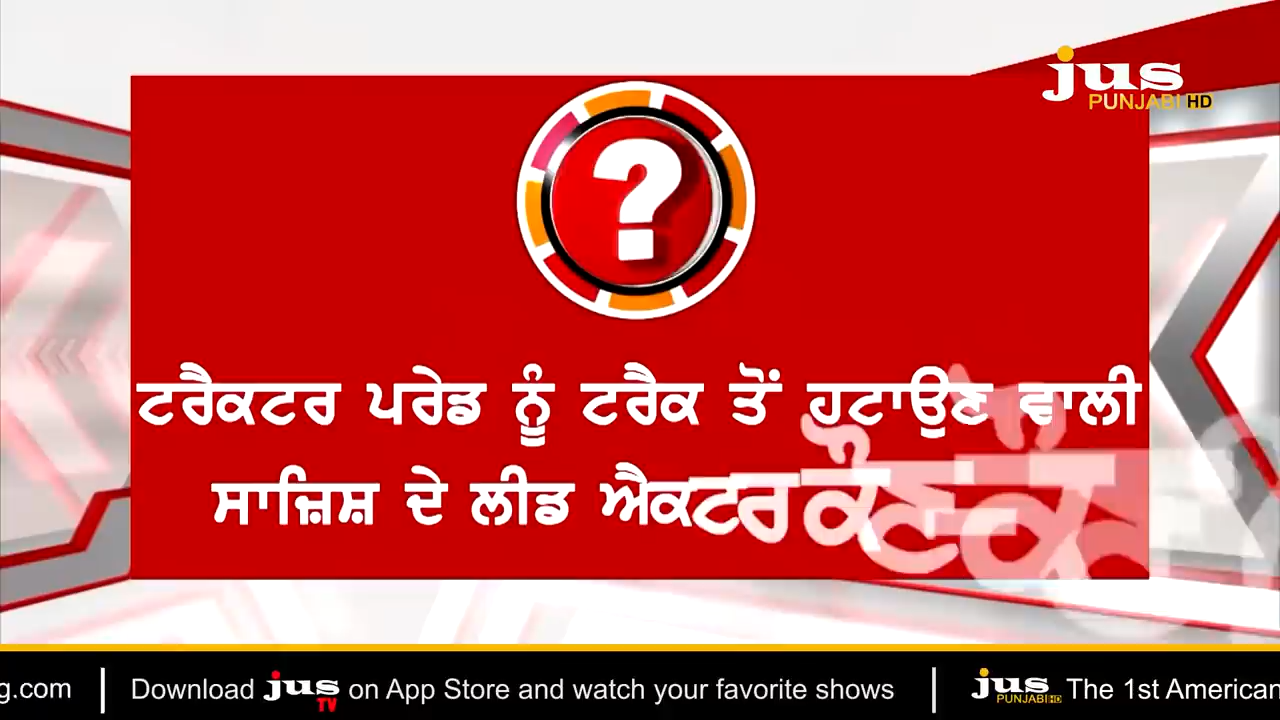 jus
PUNJABI HD
?
ਟਰੈਕਟਰ ਪਰੇਡ ਨੂੰ ਟਰੈਕ ਤੋਂ ਹਟਾਉਣ ਵਾਲੀ
ਸਾਜ਼ਿਸ਼ ਦੇ ਲੀਡ ਐਕਟਰ ਕੌਣ
g.com | Download jus TV on App Store and watch your favorite shows | jus PUNJABI HD The 1st American